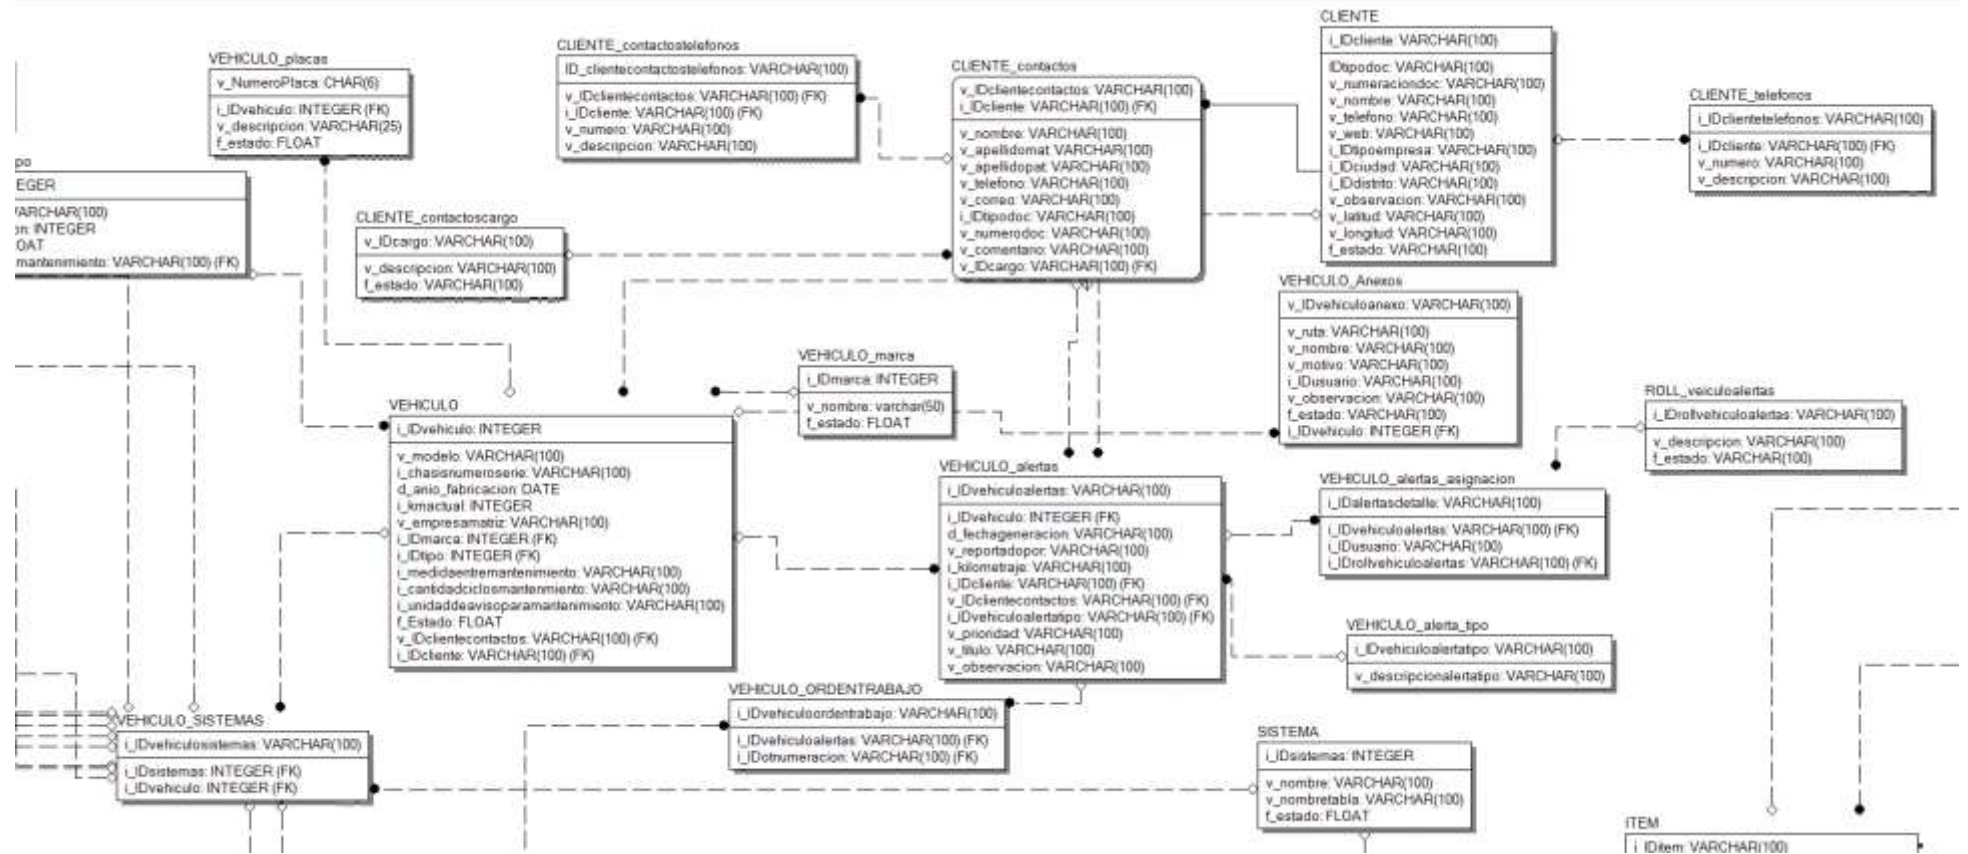 CLIENTE
i_IDcliente: VARCHAR(100)
IDtipodoc: VARCHAR(100)
v_numeraciondoc: VARCHAR(100)
v_nombre: VARCHAR(100)
v_telefono: VARCHAR(100)
v_web: VARCHAR(100)
i_IDtipoempresa: VARCHAR(100)
i_IDciudad: VARCHAR(100)
i_IDdistrito: VARCHAR(100)
v_observacion: VARCHAR(100)
v_latitud: VARCHAR(100)
v_longitud: VARCHAR(100)
f_estado: VARCHAR(100)
VEHICULO_placas
v_NumeroPlaca: CHAR(6)
i_IDvehiculo: INTEGER (FK)
v_descripcion: VARCHAR(25)
f_estado: FLOAT
CLIENTE_contactostelefonos
ID_clientecontactostelefonos: VARCHAR(100)
v_IDclientecontactos: VARCHAR(100) (FK)
i_IDcliente: VARCHAR(100) (FK)
v_numero: VARCHAR(100)
v_descripcion: VARCHAR(100)
CLIENTE_contactos
v_IDclientecontactos: VARCHAR(100)
i_IDcliente: VARCHAR(100) (FK)
v_nombre: VARCHAR(100)
v_apellidomat: VARCHAR(100)
v_apellidopat: VARCHAR(100)
v_telefono: VARCHAR(100)
v_correo: VARCHAR(100)
i_IDtipodoc: VARCHAR(100)
v_numerodoc: VARCHAR(100)
v_comentario: VARCHAR(100)
v_IDcargo: VARCHAR(100) (FK)
CLIENTE_telefonos
i_IDclientetelefonos: VARCHAR(100)
i_IDcliente: VARCHAR(100) (FK)
v_numero: VARCHAR(100)
v_descripcion: VARCHAR(100)
po
EGER
VARCHAR(100)
on: INTEGER
OAT
mantenimiento: VARCHAR(100) (FK)
CLIENTE_contactoscargo
v_IDcargo: VARCHAR(100)
v_descripcion: VARCHAR(100)
f_estado: VARCHAR(100)
VEHICULO_Anexos
v_IDvehiculoanexo: VARCHAR(100)
v_ruta: VARCHAR(100)
v_nombre: VARCHAR(100)
v_motivo: VARCHAR(100)
i_IDusuario: VARCHAR(100)
v_observacion: VARCHAR(100)
f_estado: VARCHAR(100)
i_IDvehiculo: INTEGER (FK)
VEHICULO_marca
i_IDmarca: INTEGER
v_nombre: varchar(50)
f_estado: FLOAT
ROLL_veiculoalertas
i_IDrollvehiculoalertas: VARCHAR(100)
v_descripcion: VARCHAR(100)
f_estado: VARCHAR(100)
VEHICULO
i_IDvehiculo: INTEGER
v_modelo: VARCHAR(100)
i_chasisnumeroserie: VARCHAR(100)
d_anio_fabricacion: DATE
i_kmactual: INTEGER
v_empresamatriz: VARCHAR(100)
i_IDmarca: INTEGER (FK)
i_IDtipo: INTEGER (FK)
i_medidaentremantenimiento: VARCHAR(100)
i_cantidadciclosmantenmiento: VARCHAR(100)
i_unidaddeavisoparamantenimiento: VARCHAR(100)
f_Estado: FLOAT
v_IDclientecontactos: VARCHAR(100) (FK)
i_IDcliente: VARCHAR(100) (FK)
VEHICULO_alertas
i_IDvehiculoalertas: VARCHAR(100)
i_IDvehiculo: INTEGER (FK)
d_fechageneracion: VARCHAR(100)
v_reportadopor: VARCHAR(100)
i_kilometraje: VARCHAR(100)
i_IDcliente: VARCHAR(100) (FK)
v_IDclientecontactos: VARCHAR(100) (FK)
i_IDvehiculoalertatipo: VARCHAR(100) (FK)
v_prioridad: VARCHAR(100)
v_titulo: VARCHAR(100)
v_observacion: VARCHAR(100)
VEHICULO_alertas_asignacion
i_IDalertasdetalle: VARCHAR(100)
i_IDvehiculoalertas: VARCHAR(100) (FK)
i_IDusuario: VARCHAR(100)
i_IDrollvehiculoalertas: VARCHAR(100) (FK)
VEHICULO_alerta_tipo
i_IDvehiculoalertatipo: VARCHAR(100)
v_descripcionalertatipo: VARCHAR(100)
VEHICULO_ORDENTRABAJO
i_IDvehiculoordentrabajo: VARCHAR(100)
i_IDvehiculoalertas: VARCHAR(100) (FK)
i_IDotnumeracion: VARCHAR(100) (FK)
VEHICULO_SISTEMAS
i_IDvehiculosistemas: VARCHAR(100)
i_IDsistemas: INTEGER (FK)
i_IDvehiculo: INTEGER (FK)
SISTEMA
i_IDsistemas: INTEGER
v_nombre: VARCHAR(100)
v_nombretabla: VARCHAR(100)
f_estado: FLOAT
ITEM
i_IDitem: VARCHAR(100)